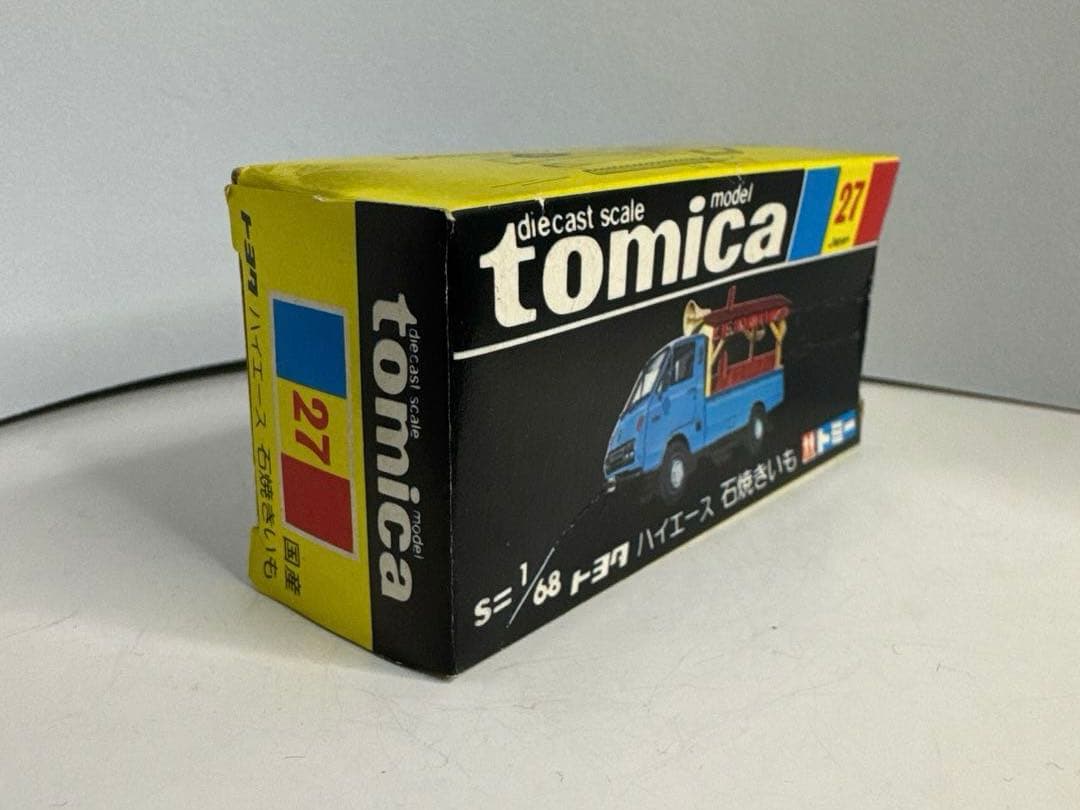 diecast scale model
tomica
27
Japan
S=1/68 トヨタ ハイエース 石焼きいも
トミー
diecast scale model
tomica
27
トヨタ ハイエース 石焼きいも
国産